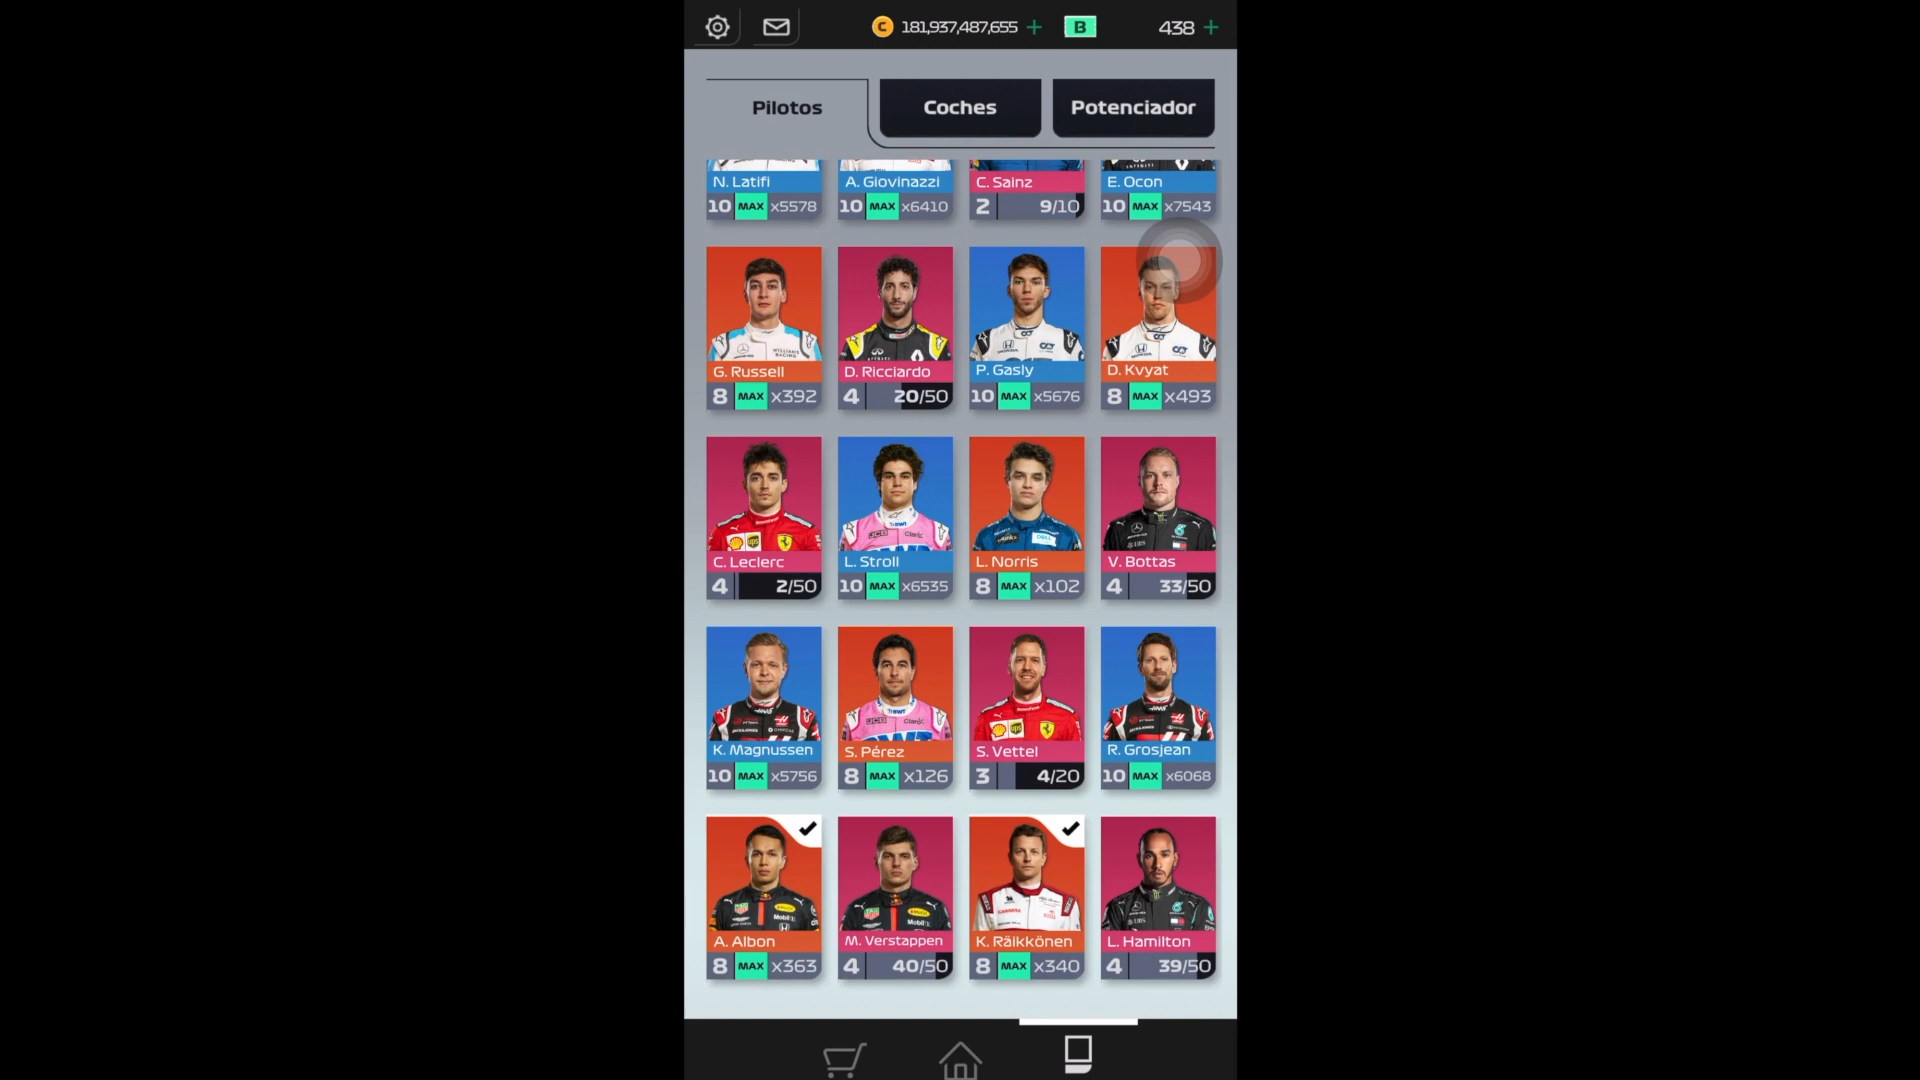 181,937,487,655 + B 438 +
Pilotos Coches Potenciador
N. Latifi A. Giovinazzi C. Sainz E. Ocon
10 MAX x5578 10 MAX x6410 2 9/10 10 MAX x7543
G. Russell D. Ricciardo P. Gasly D. Kvyat
8 MAX x392 4 20/50 10 MAX x5676 8 MAX x493
C. Leclerc L. Stroll L. Norris V. Bottas
4 2/50 10 MAX x6535 8 MAX x102 4 33/50
K. Magnussen S. Pérez S. Vettel R. Grosjean
10 MAX x5756 8 MAX x126 3 4/20 10 MAX x6068
A. Albon M. Verstappen K. Räikkönen L. Hamilton
8 MAX x363 4 40/50 8 MAX x340 4 39/50